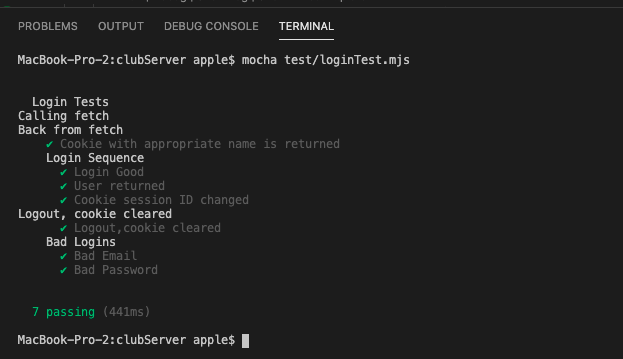 PROBLEMS OUTPUT DEBUG CONSOLE TERMINAL
MacBook-Pro-2:clubServer apple$ mocha test/loginTest.mjs
Login Tests
Calling fetch
Back from fetch
✔ Cookie with appropriate name is returned
Login Sequence
✔ Login Good
✔ User returned
✔ Cookie session ID changed
Logout, cookie cleared
✔ Logout,cookie cleared
Bad Logins
✔ Bad Email
✔ Bad Password
7 passing (441ms)
MacBook-Pro-2:clubServer apple$